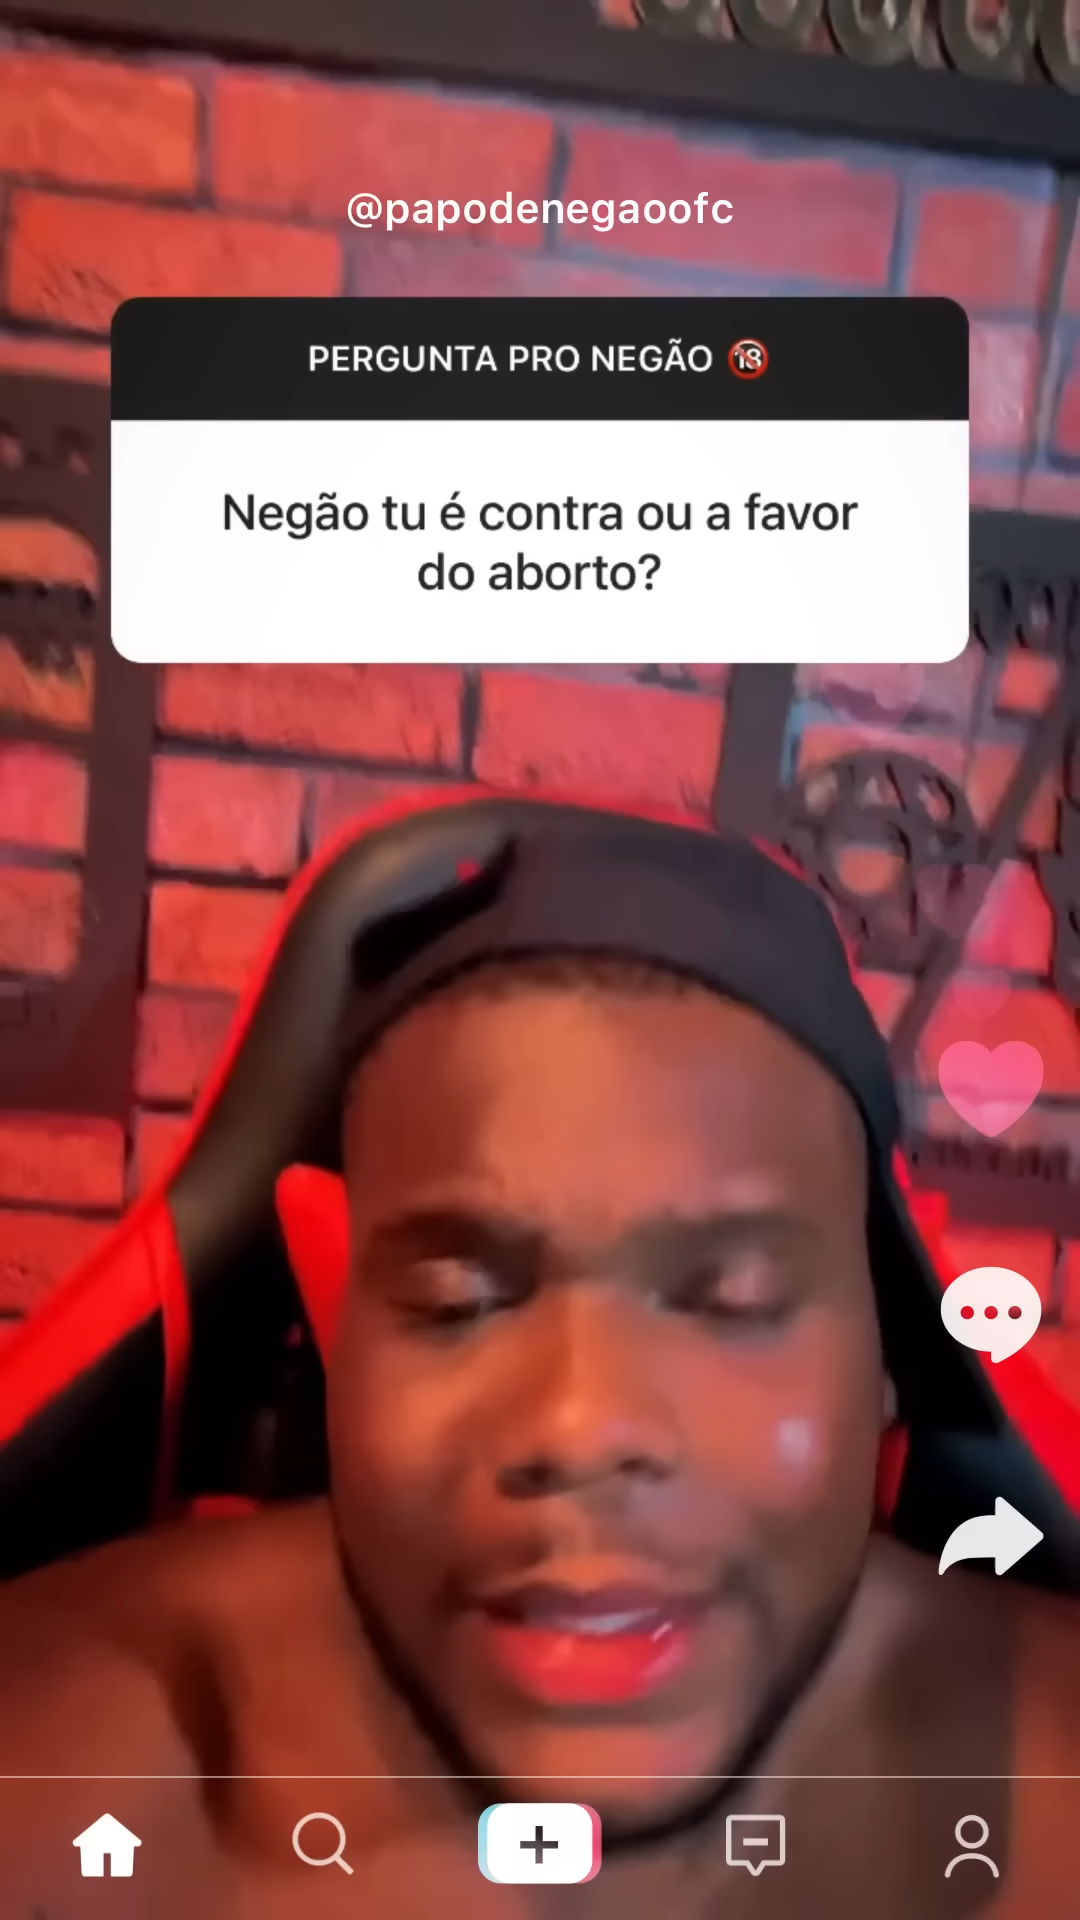 @papodenegaoofc
PERGUNTA PRO NEGÃO 🔞
Negão tu é contra ou a favor
do aborto?